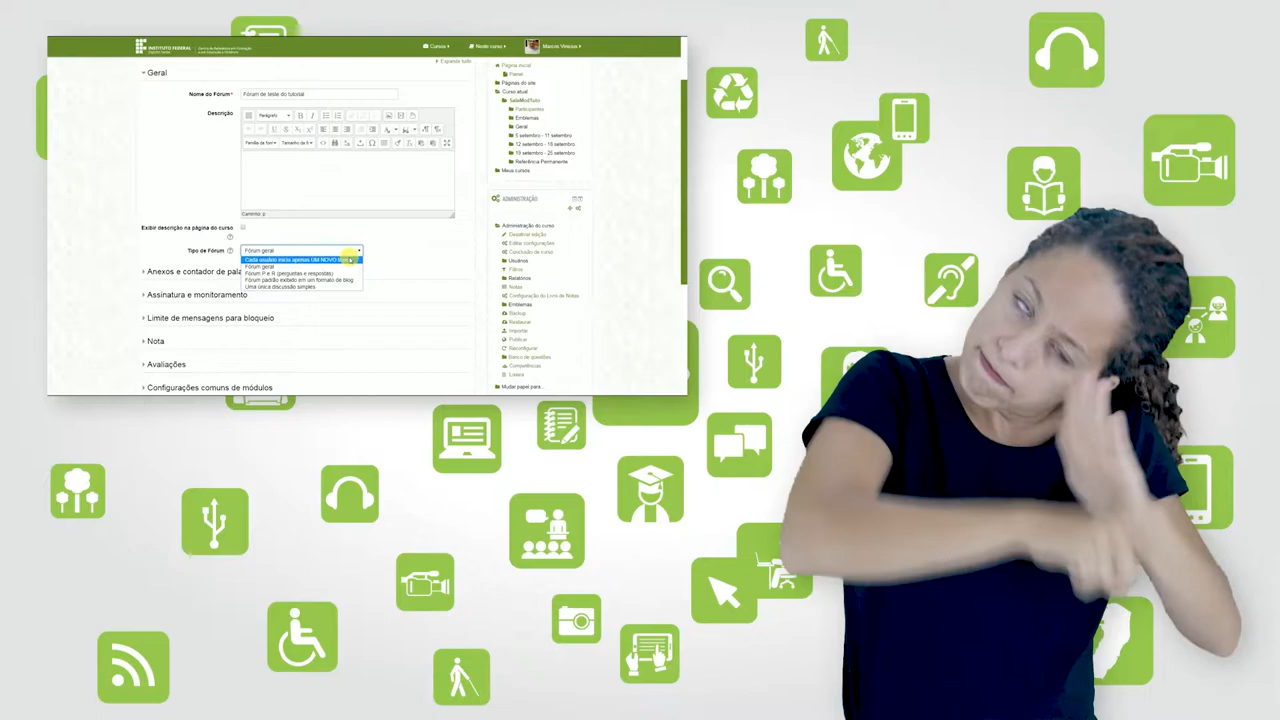 INSTITUTO FEDERAL
Espírito Santo
Cursos
Neste curso
Marcos Vinicius
Expandir tudo
Geral
Nome do Fórum*
Fórum de teste do tutorial
Descrição
Parágrafo
Família da font
Tamanho da f
Caminho: p
Exibir descrição na página do curso
Tipo de Fórum
Fórum geral
Cada usuário inicia apenas UM NOVO
Fórum geral
Fórum P e R (perguntas e respostas)
Fórum padrão exibido em um formato de blog
Uma única discussão simples
Anexos e contador de pala
Assinatura e monitoramento
Limite de mensagens para bloqueio
Nota
Avaliações
Configurações comuns de módulos
Página inicial
Painel
Páginas do site
Curso atual
Participantes
Emblemas
Geral
5 setembro - 11 setembro
12 setembro - 18 setembro
19 setembro - 25 setembro
Referência Permanente
Meus cursos
ADMINISTRAÇÃO
Administração do curso
Desativar edição
Editar configurações
Conclusão de curso
Usuários
Filtros
Relatórios
Notas
Configuração do Livro de Notas
Emblemas
Backup
Restaurar
Importar
Publicar
Reconfigurar
Banco de questões
Competências
Lixeira
Mudar papel para...